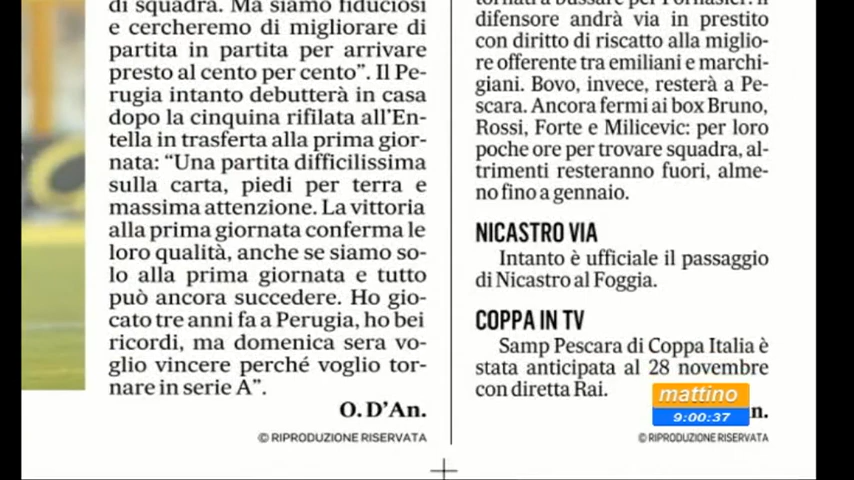 di squadra. Ma siamo fiduciosi
e cercheremo di migliorare di
partita in partita per arrivare
presto al cento per cento”. Il Pe-
rugia intanto debutterà in casa
dopo la cinquina rifilata all'En-
tella in trasferta alla prima gior-
nata: “Una partita difficilissima
sulla carta, piedi per terra e
massima attenzione. La vittoria
alla prima giornata conferma le
loro qualità, anche se siamo so-
lo alla prima giornata e tutto
può ancora succedere. Ho gio-
cato tre anni fa a Perugia, ho bei
ricordi, ma domenica sera vo-
glio vincere perché voglio tor-
nare in serie A”.
O. D'An.
© RIPRODUZIONE RISERVATA
tornata a bussare per Fornasier: il
difensore andrà via in prestito
con diritto di riscatto alla miglio-
re offerente tra emiliani e marchi-
giani. Bovo, invece, resterà a Pe-
scara. Ancora fermi ai box Bruno,
Rossi, Forte e Milicevic: per loro
poche ore per trovare squadra, al-
trimenti resteranno fuori, alme-
no fino a gennaio.
NICASTRO VIA
Intanto è ufficiale il passaggio
di Nicastro al Foggia.
COPPA IN TV
Samp Pescara di Coppa Italia è
stata anticipata al 28 novembre
con diretta Rai.
n.
© RIPRODUZIONE RISERVATA
mattino
9:00:37